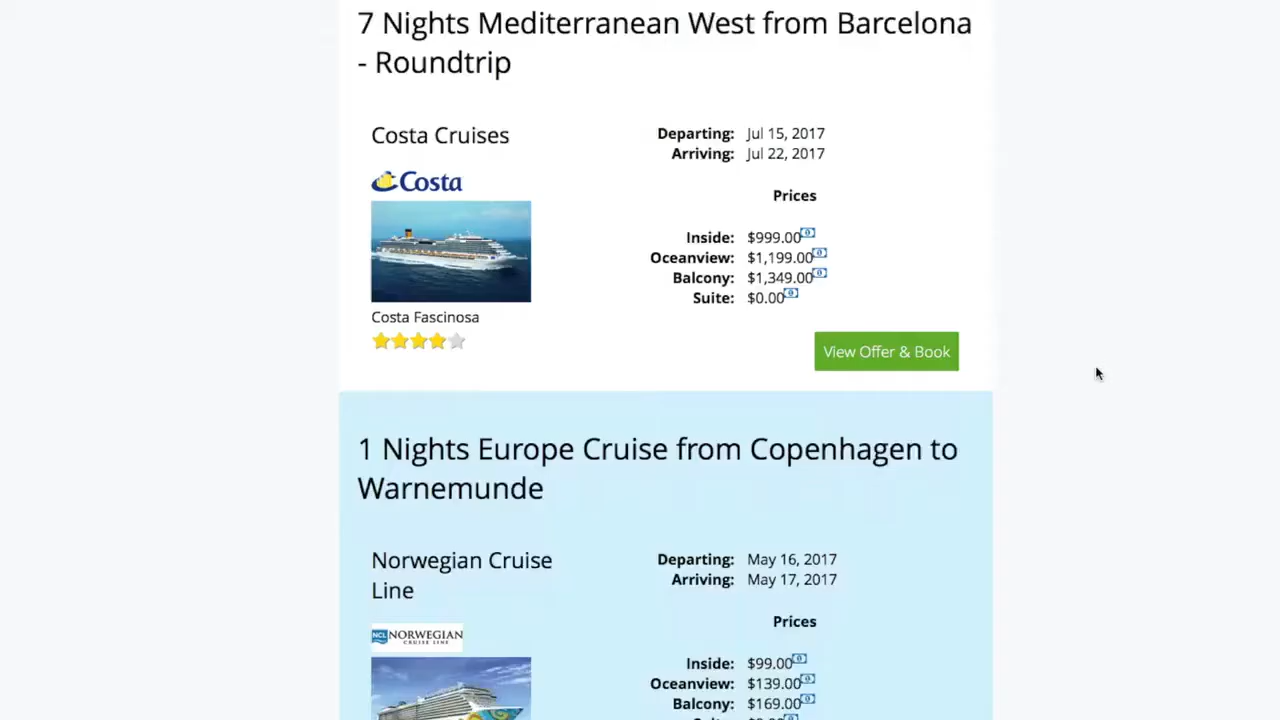 7 Nights Mediterranean West from Barcelona
- Roundtrip
Costa Cruises
Costa
Costa Fascinosa
Departing: Jul 15, 2017
Arriving: Jul 22, 2017
Prices
Inside: $999.00
Oceanview: $1,199.00
Balcony: $1,349.00
Suite: $0.00
View Offer & Book
1 Nights Europe Cruise from Copenhagen to
Warnemunde
Norwegian Cruise
Line
NCL NORWEGIAN
CRUISE LINE
Departing: May 16, 2017
Arriving: May 17, 2017
Prices
Inside: $99.00
Oceanview: $139.00
Balcony: $169.00